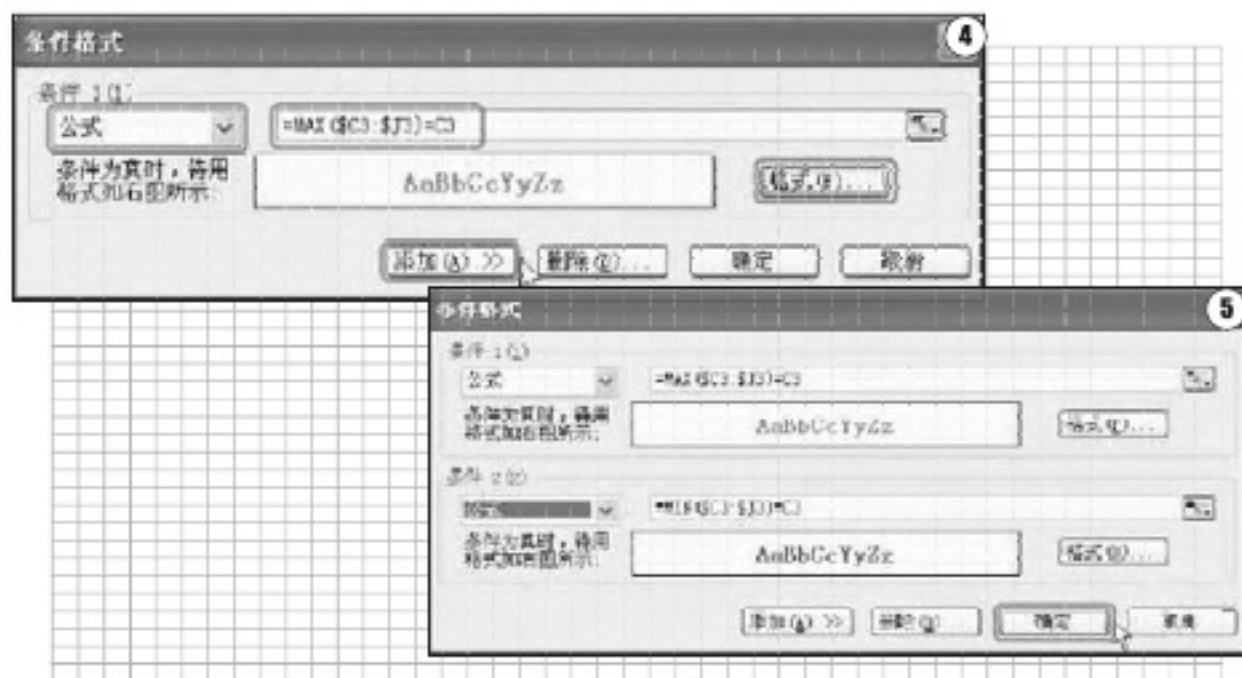 条件格式
4
条件 1(1)
公式
=MAX($C3:$J3)=C3
条件为真时，待用
格式如右图所示:
AaBbCcYyZz
格式(F)...
添加(A) >>
删除(D)...
确定
取消
条件格式
5
条件 1(1)
公式
=MAX($C3:$J3)=C3
条件为真时，待用
格式如右图所示:
AaBbCcYyZz
格式(F)...
条件 2(2)
公式
=MIN($C3:$J3)=C3
条件为真时，待用
格式如右图所示:
AaBbCcYyZz
格式(O)...
添加(A) >>
删除(D)...
确定
取消